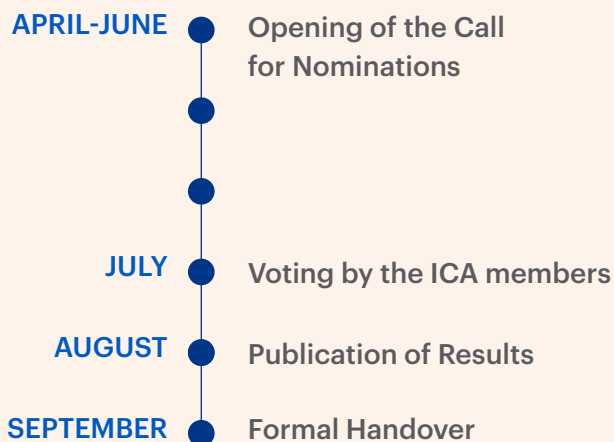 APRIL-JUNE Opening of the Call
for Nominations
JULY Voting by the ICA members
AUGUST Publication of Results
SEPTEMBER Formal Handover